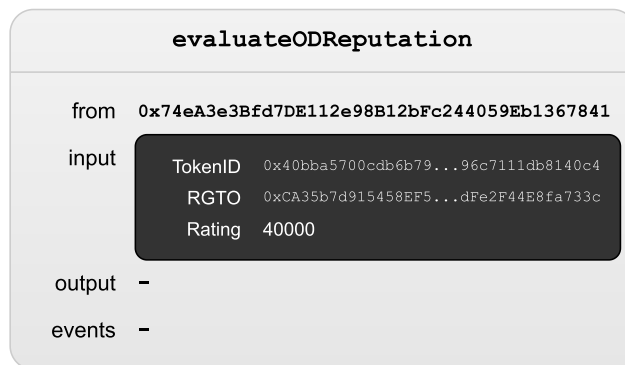 evaluateODReputation
from 0x74eA3e3Bfd7DE112e98B12bFc244059Eb1367841
input
TokenID 0x40bba5700cdb6b79...96c7111db8140c4
RGTO 0xCA35b7d915458EF5...dFe2F44E8fa733c
Rating 40000
output -
events -